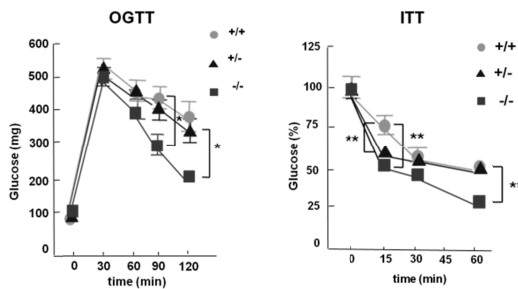 OGTT
+/+
+/-
-/-
600
500
400
300
200
100
0
Glucose (mg)
*
*
0 30 60 90 120
time (min)
ITT
+/+
+/-
-/-
125
100
75
50
25
0
Glucose (%)
**
**
0 15 30 45 60
time (min)